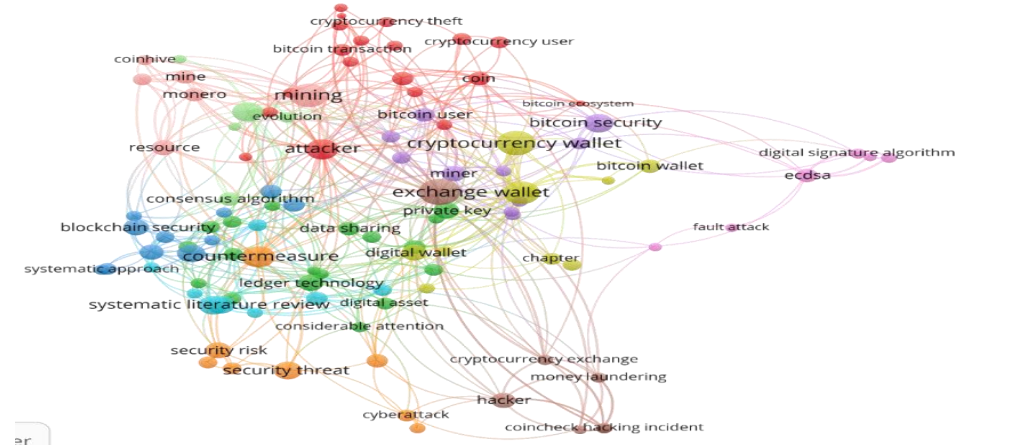 cryptocurrency theft
bitcoin transaction
cryptocurrency user
coinhive
mine
coin
monero
mining
bitcoin ecosystem
evolution
bitcoin user
bitcoin security
resource
attacker
cryptocurrency wallet
digital signature algorithm
bitcoin wallet
miner
ecdsa
exchange wallet
consensus algorithm
private key
blockchain security
data sharing
fault attack
countermeasure
digital wallet
chapter
systematic approach
ledger technology
systematic literature review
digital asset
considerable attention
security risk
cryptocurrency exchange
security threat
money laundering
hacker
cyberattack
coincheck hacking incident
er